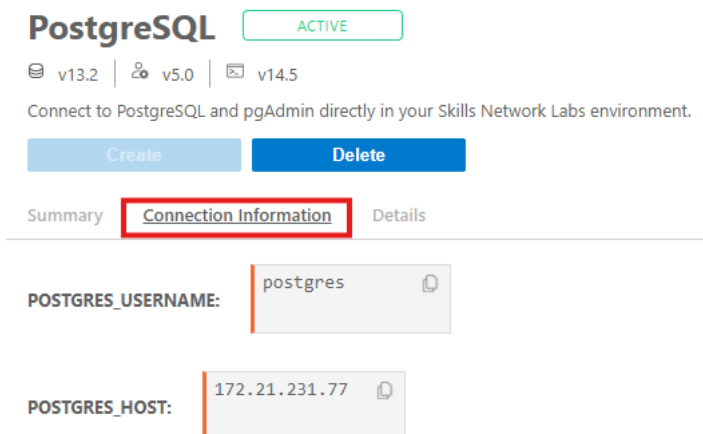 PostgreSQL ACTIVE
v13.2 v5.0 v14.5
Connect to PostgreSQL and pgAdmin directly in your Skills Network Labs environment.
Create Delete
Summary Connection Information Details
POSTGRES_USERNAME: postgres
POSTGRES_HOST: 172.21.231.77